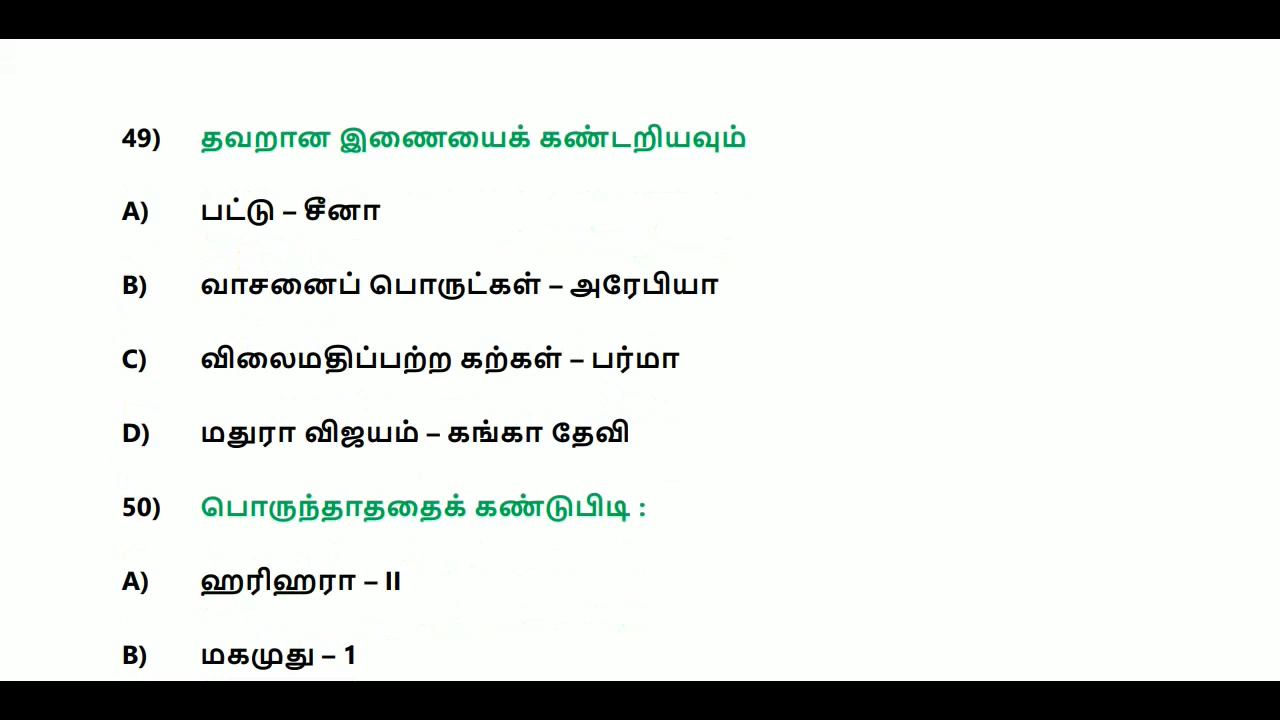 49) தவறான இணையைக் கண்டறியவும்
A) பட்டு – சீனா
B) வாசனைப் பொருட்கள் – அரேபியா
C) விலைமதிப்பற்ற கற்கள் – பர்மா
D) மதுரா விஜயம் – கங்கா தேவி
50) பொருந்தாததைக் கண்டுபிடி :
A) ஹரிஹரா – II
B) மகமுது – 1